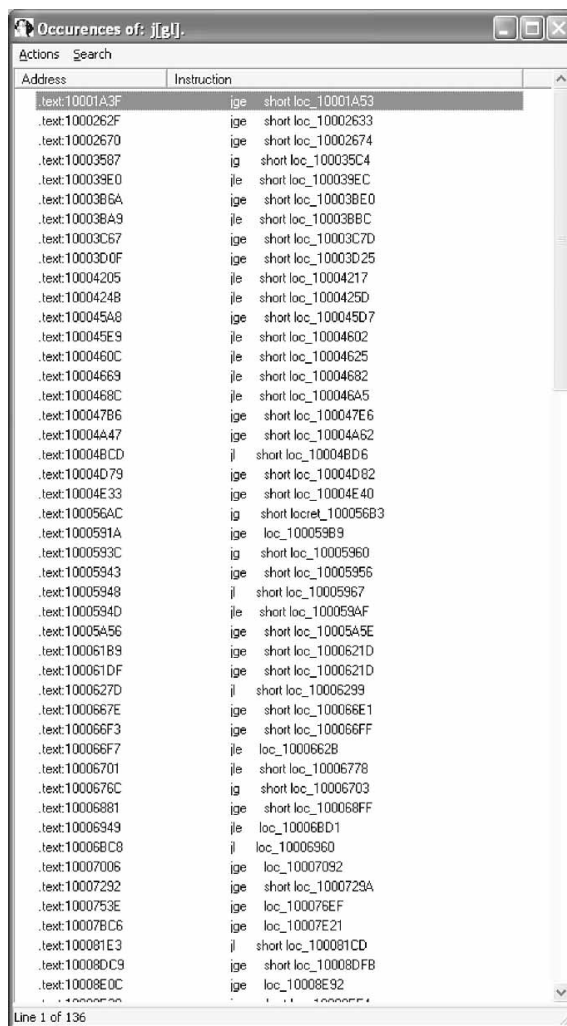 Occurences of: j[gl].
Actions Search
Address Instruction
.text:10001A3F jge short loc_10001A53
.text:1000262F jge short loc_10002633
.text:10002670 jge short loc_10002674
.text:10003587 jg short loc_100035C4
.text:100039E0 jle short loc_100039EC
.text:10003B6A jge short loc_10003BE0
.text:10003BA9 jle short loc_10003BBC
.text:10003C67 jge short loc_10003C7D
.text:10003D0F jge short loc_10003D25
.text:10004205 jle short loc_10004217
.text:1000424B jle short loc_1000425D
.text:100045A8 jge short loc_100045D7
.text:100045E9 jle short loc_10004602
.text:1000460C jle short loc_10004625
.text:10004669 jle short loc_10004682
.text:1000468C jle short loc_100046A5
.text:100047B6 jge short loc_100047E6
.text:10004A47 jge short loc_10004A62
.text:10004BCD jl short loc_10004BD6
.text:10004D79 jge short loc_10004D82
.text:10004E33 jge short loc_10004E40
.text:100056AC jg short locret_100056B3
.text:1000591A jge loc_100059B9
.text:1000593C jg short loc_10005960
.text:10005943 jge short loc_10005956
.text:10005948 jl short loc_10005967
.text:1000594D jle short loc_100059AF
.text:10005A56 jge short loc_10005A5E
.text:100061B9 jge short loc_1000621D
.text:100061DF jge short loc_1000621D
.text:1000627D jl short loc_10006299
.text:1000667E jge short loc_100066E1
.text:100066F3 jge short loc_100066FF
.text:100066F7 jle loc_1000662B
.text:10006701 jle short loc_10006778
.text:1000676C jg short loc_10006703
.text:10006881 jge short loc_100068FF
.text:10006949 jle loc_10006BD1
.text:10006BC8 jl loc_10006960
.text:10007006 jge loc_10007092
.text:10007292 jge short loc_1000729A
.text:1000753E jge loc_100076EF
.text:10007BC6 jge loc_10007E21
.text:100081E3 jl short loc_100081CD
.text:10008DC9 jge short loc_10008DFB
.text:10008E0C jge loc_10008E92
Line 1 of 136